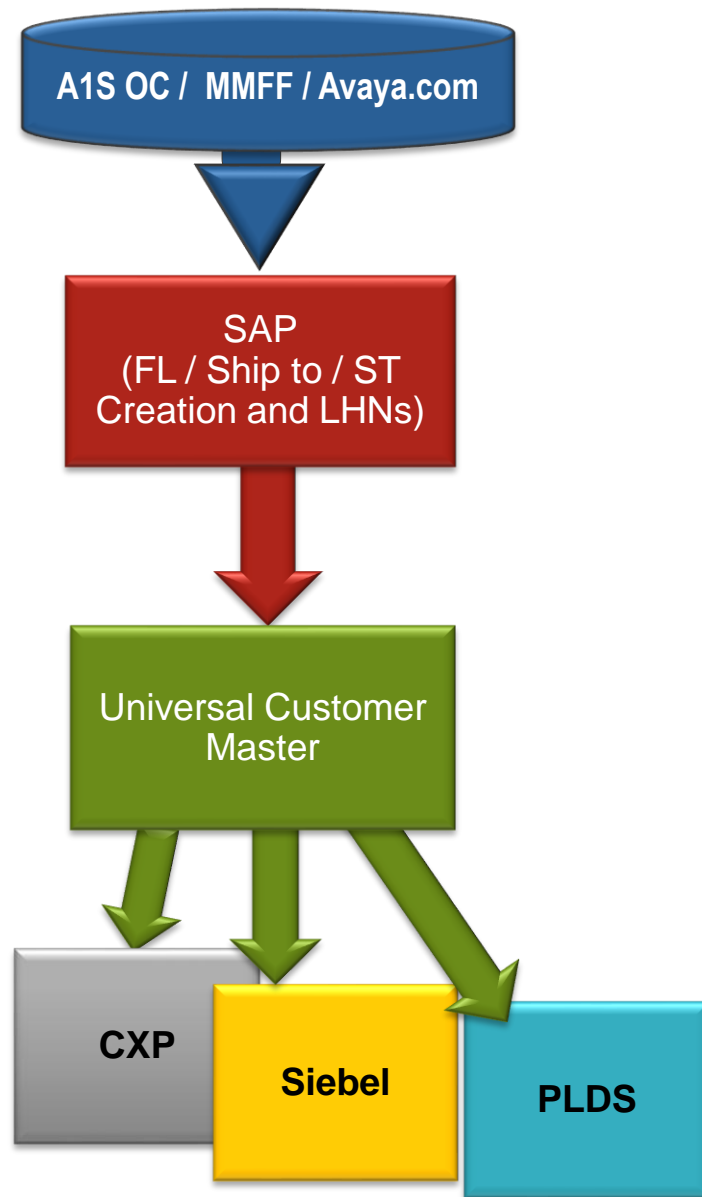 A1S OC /  MMFF / Avaya.com
SAP
(FL / Ship to / ST
Creation and LHNs)
Universal Customer
Master
CXP
Siebel
PLDS